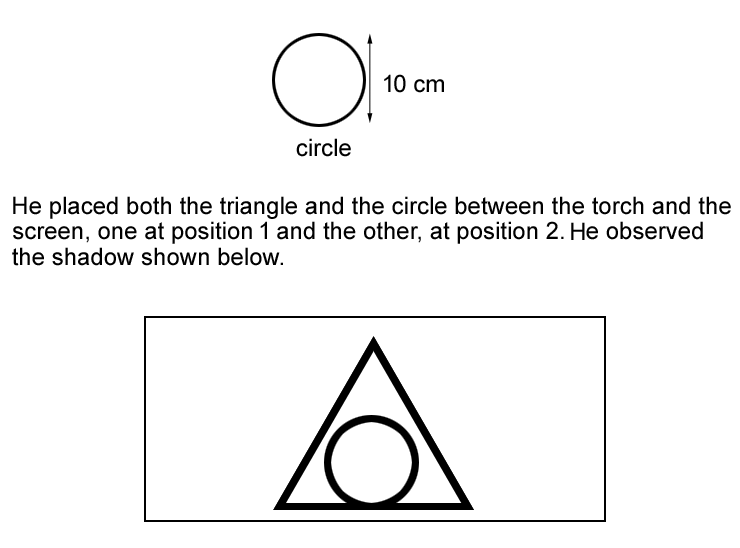 10 cm
circle
He placed both the triangle and the circle between the torch and the
screen, one at position 1 and the other, at position 2. He observed
the shadow shown below.